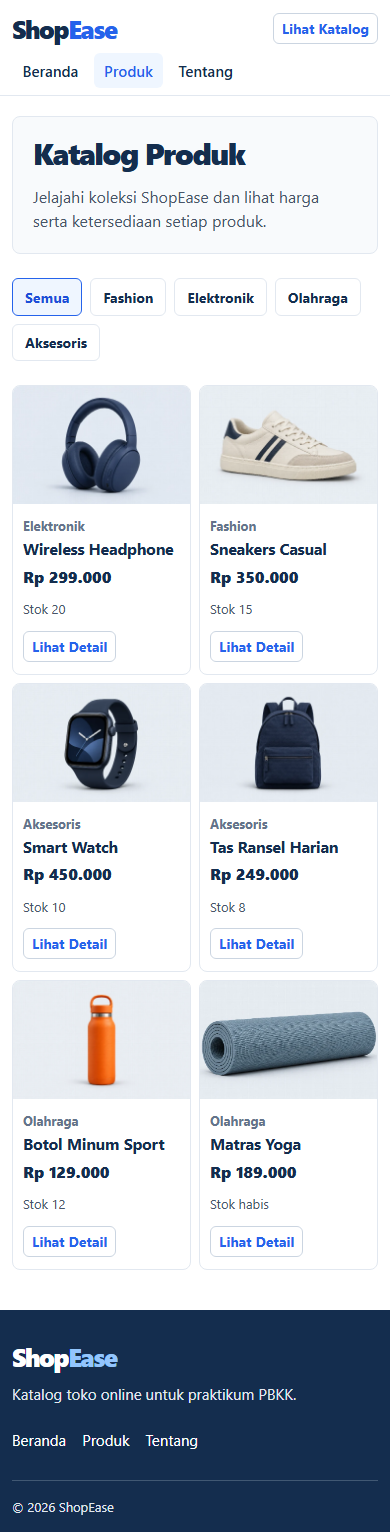 ShopEase
Lihat Katalog
Beranda Produk Tentang
Katalog Produk
Jelajahi koleksi ShopEase dan lihat harga
serta ketersediaan setiap produk.
Semua Fashion Elektronik Olahraga
Aksesoris
Elektronik
Wireless Headphone
Rp 299.000
Stok 20
Lihat Detail
Fashion
Sneakers Casual
Rp 350.000
Stok 15
Lihat Detail
Aksesoris
Smart Watch
Rp 450.000
Stok 10
Lihat Detail
Aksesoris
Tas Ransel Harian
Rp 249.000
Stok 8
Lihat Detail
Olahraga
Botol Minum Sport
Rp 129.000
Stok 12
Lihat Detail
Olahraga
Matras Yoga
Rp 189.000
Stok habis
Lihat Detail
ShopEase
Katalog toko online untuk praktikum PBKK.
Beranda Produk Tentang
© 2026 ShopEase